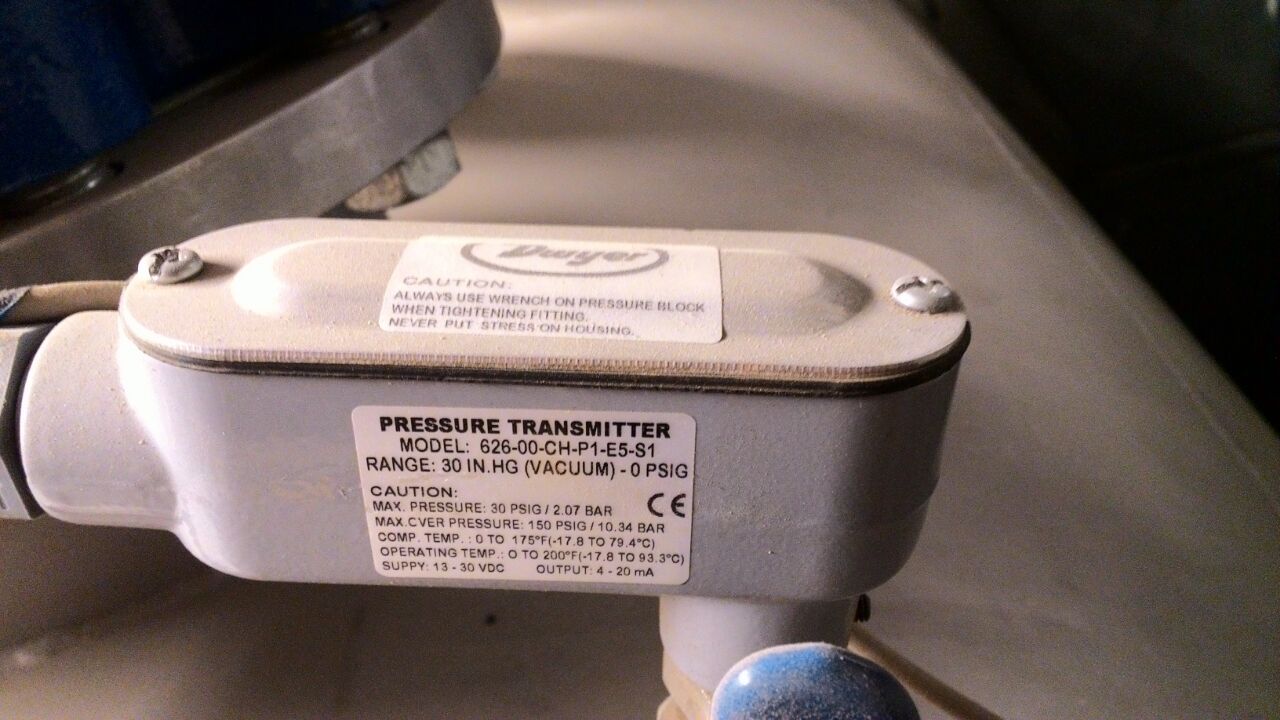 Dwyer
CAUTION:
ALWAYS USE WRENCH ON PRESSURE BLOCK
WHEN TIGHTENING FITTING.
NEVER PUT STRESS ON HOUSING.
PRESSURE TRANSMITTER
MODEL: 626-00-CH-P1-E5-S1
RANGE: 30 IN.HG (VACUUM) - 0 PSIG
CAUTION:
CE
MAX. PRESSURE: 30 PSIG / 2.07 BAR
MAX.CVER PRESSURE: 150 PSIG / 10.34 BAR
COMP. TEMP. : 0 TO 175°F(-17.8 TO 79.4°C)
OPERATING TEMP.: O TO 200°F(-17.8 TO 93.3°C)
SUPPY: 13 - 30 VDC OUTPUT: 4 - 20 mA